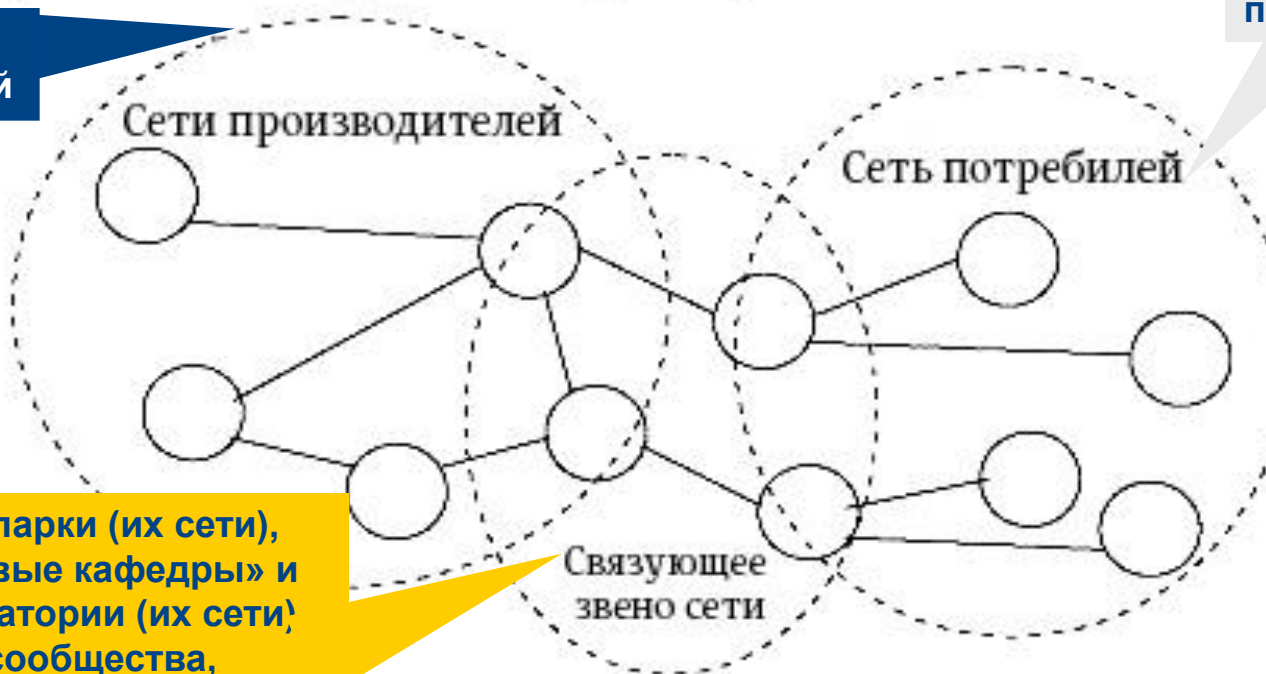 й
п
Сети производителей
Сеть потребилей
парки (их сети),
вые кафедры» и
атории (их сети)
сообщества,
Связующее
звено сети